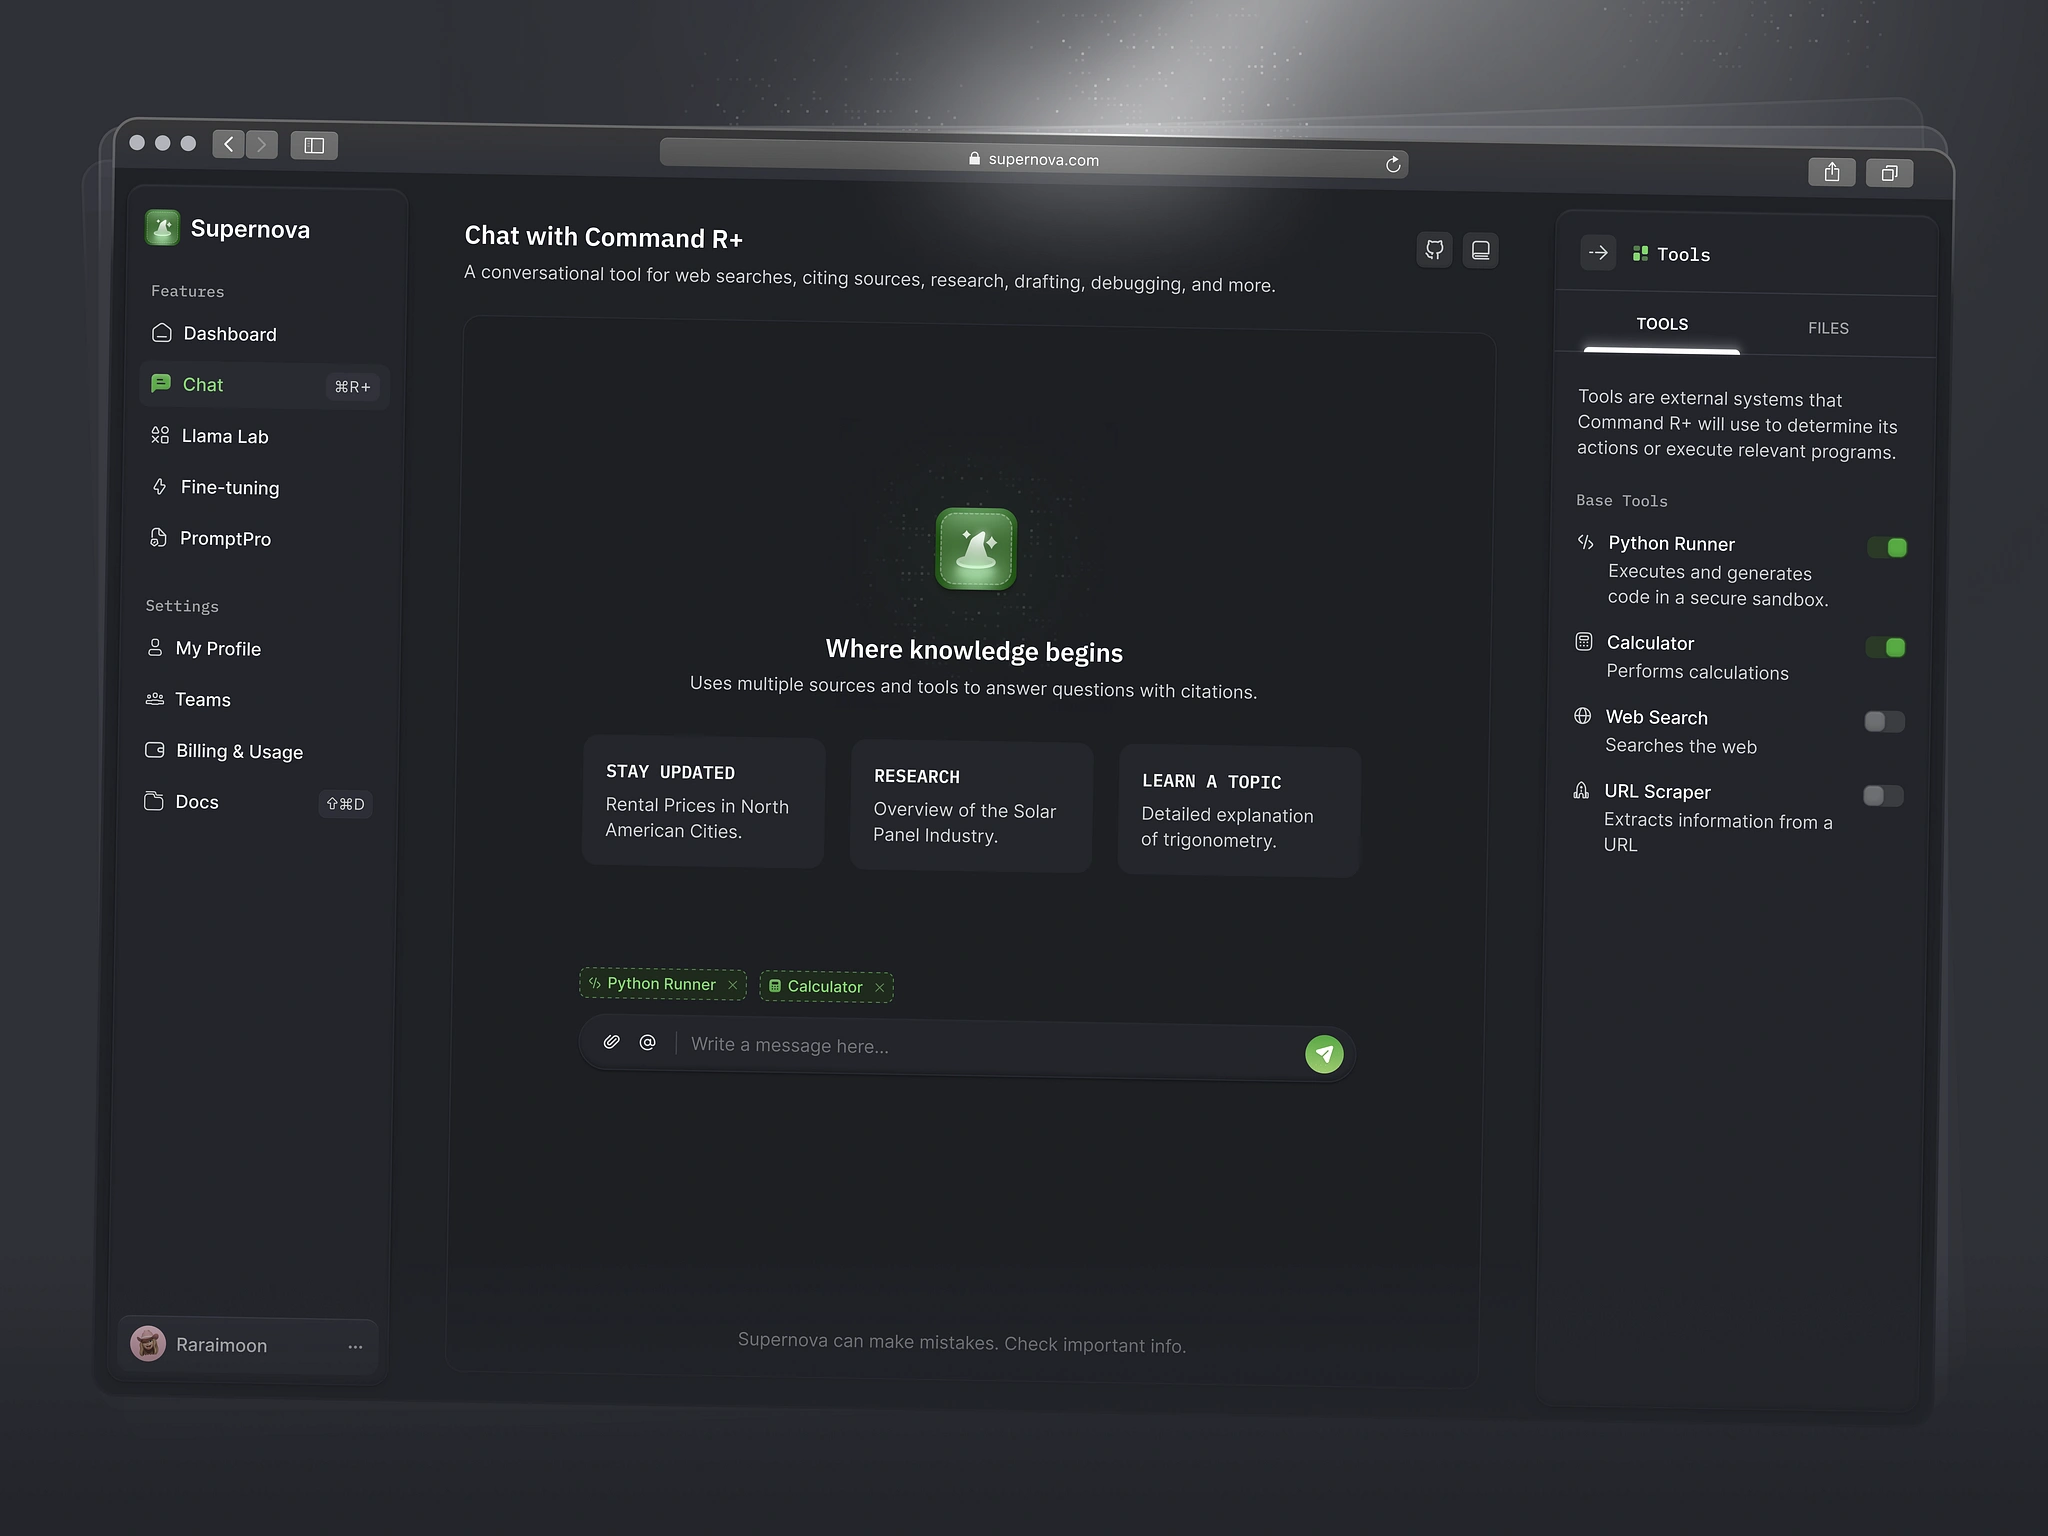 supernova.com
Supernova
Features
Dashboard
Chat
⌘R+
Llama Lab
Fine-tuning
PromptPro
Settings
My Profile
Teams
Billing & Usage
Docs
⇧⌘D
Raraimoon
Chat with Command R+
A conversational tool for web searches, citing sources, research, drafting, debugging, and more.
Where knowledge begins
Uses multiple sources and tools to answer questions with citations.
STAY UPDATED
Rental Prices in North
American Cities.
RESEARCH
Overview of the Solar
Panel Industry.
LEARN A TOPIC
Detailed explanation
of trigonometry.
Python Runner
Calculator
Write a message here...
Supernova can make mistakes. Check important info.
Tools
TOOLS
FILES
Tools are external systems that
Command R+ will use to determine its
actions or execute relevant programs.
Base Tools
Python Runner
Executes and generates
code in a secure sandbox.
Calculator
Performs calculations
Web Search
Searches the web
URL Scraper
Extracts information from a
URL